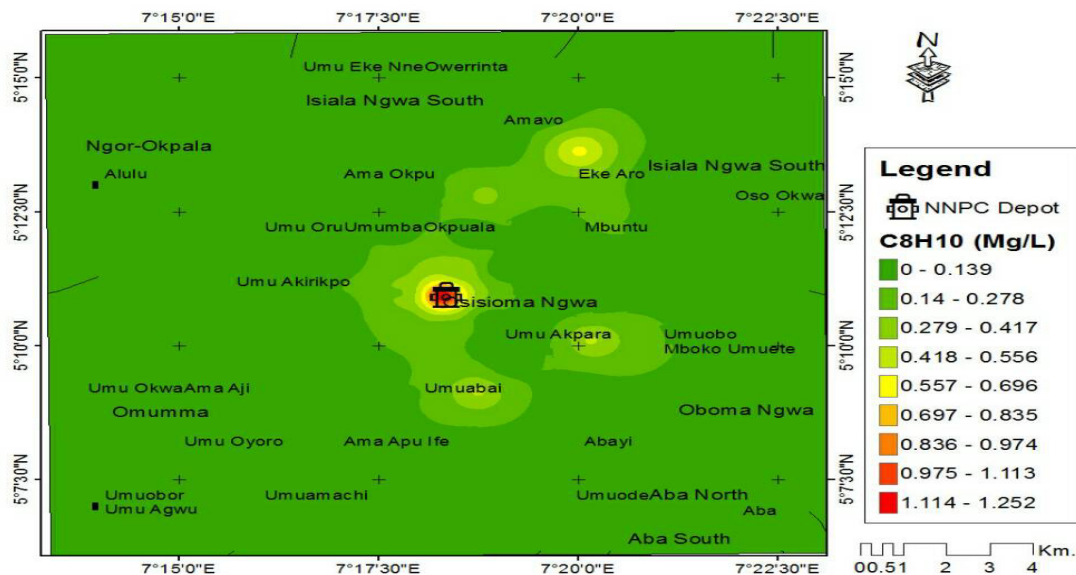 7°15'0"E 7°17'30"E 7°20'0"E 7°22'30"E
N
5°15'0"N 5°15'0"N
Umu Eke NneOwerrinta
Isiala Ngwa South
Amavo
Ngor-Okpala
Alulu
Ama Okpu
Eke Aro
Isiala Ngwa South
Oso Okwa
5°12'30"N 5°12'30"N
Umu OruUmumbaOkpuala
Mbuntu
Umu Akirikpo
sisioma Ngwa
5°10'0"N 5°10'0"N
Umu Akpara
Umuobo
Mboko Umuete
Umu OkwaAma Aji
Umuabai
Omumma
Oboma Ngwa
Umu Oyoro
Ama Apu Ife
Abayi
5°7'30"N 5°7'30"N
Umuobor
Umu Agwu
Umuamachi
UmuodeAba North
Aba
Aba South
7°15'0"E 7°17'30"E 7°20'0"E 7°22'30"E
Legend
NNPC Depot
C8H10 (Mg/L)
0 - 0.139
0.14 - 0.278
0.279 - 0.417
0.418 - 0.556
0.557 - 0.696
0.697 - 0.835
0.836 - 0.974
0.975 - 1.113
1.114 - 1.252
Km.
00.51 2 3 4